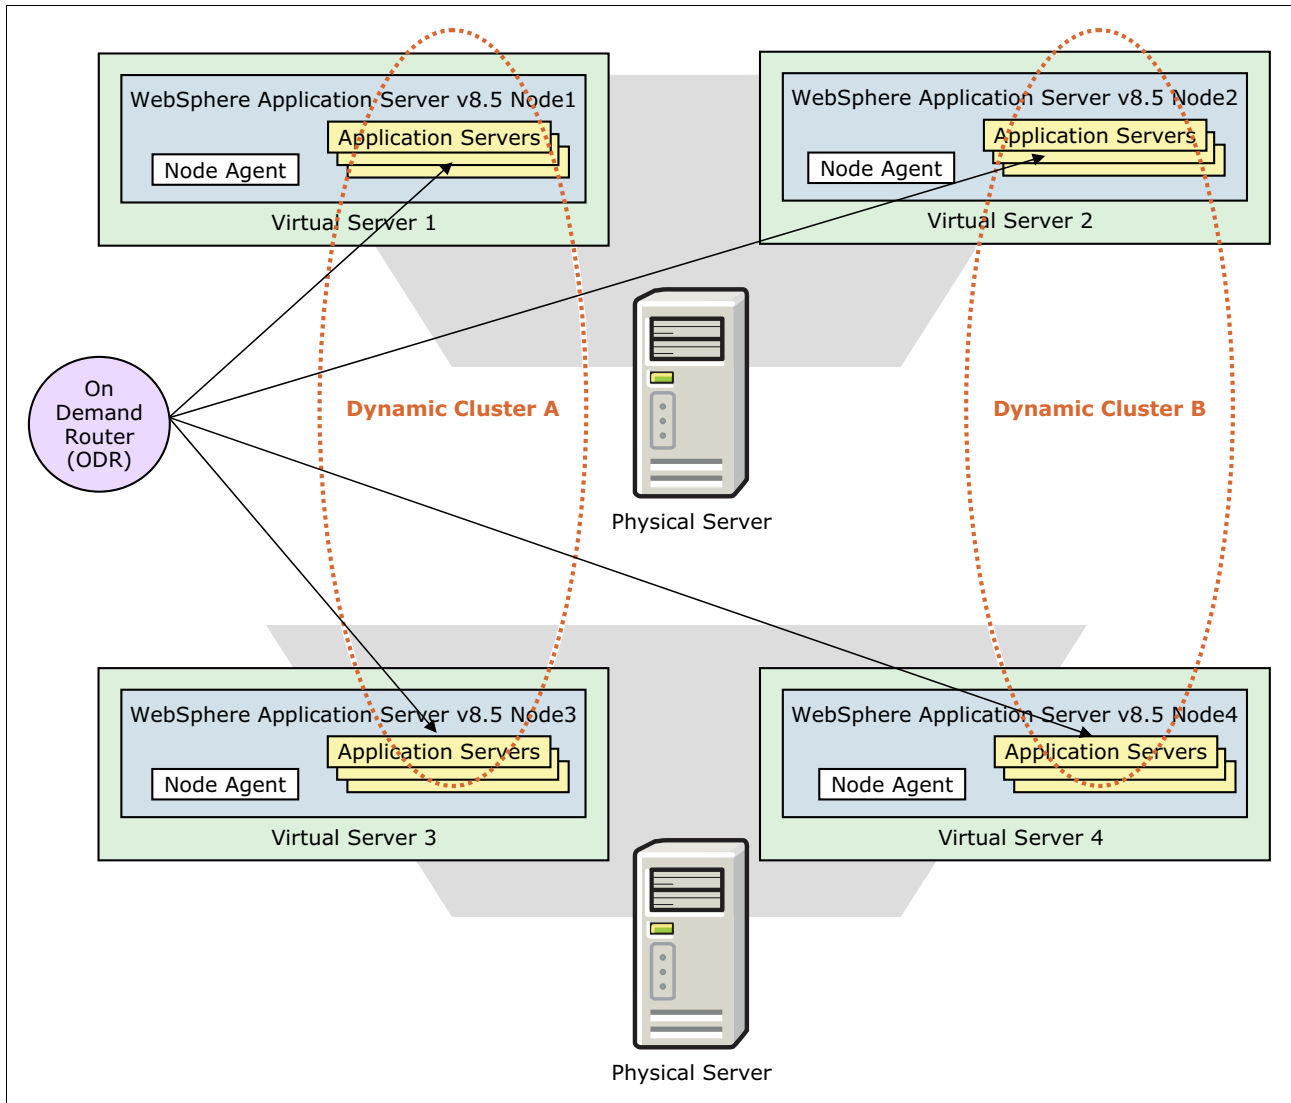 WebSphere Application Server v8.5 Node1
Application Servers
Node Agent
Virtual Server 1
WebSphere Application Server v8.5 Node2
Application Servers
Node Agent
Virtual Server 2
On
Demand
Router
(ODR)
Dynamic Cluster A
Dynamic Cluster B
Physical Server
WebSphere Application Server v8.5 Node3
Application Servers
Node Agent
Virtual Server 3
WebSphere Application Server v8.5 Node4
Application Servers
Node Agent
Virtual Server 4
Physical Server